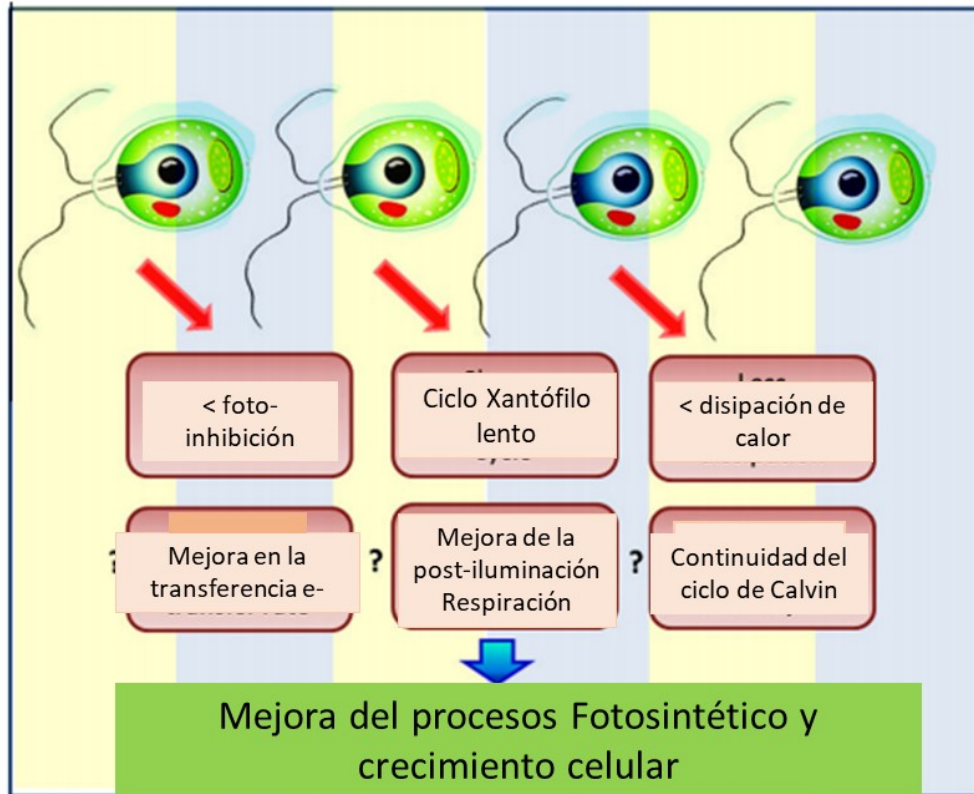 < foto-
inhibición
Ciclo Xantófilo
lento
< disipación de
calor
?
Mejora en la
transferencia e-
?
Mejora de la
post-iluminación
Respiración
?
Continuidad del
ciclo de Calvin
Mejora del procesos Fotosintético y
crecimiento celular